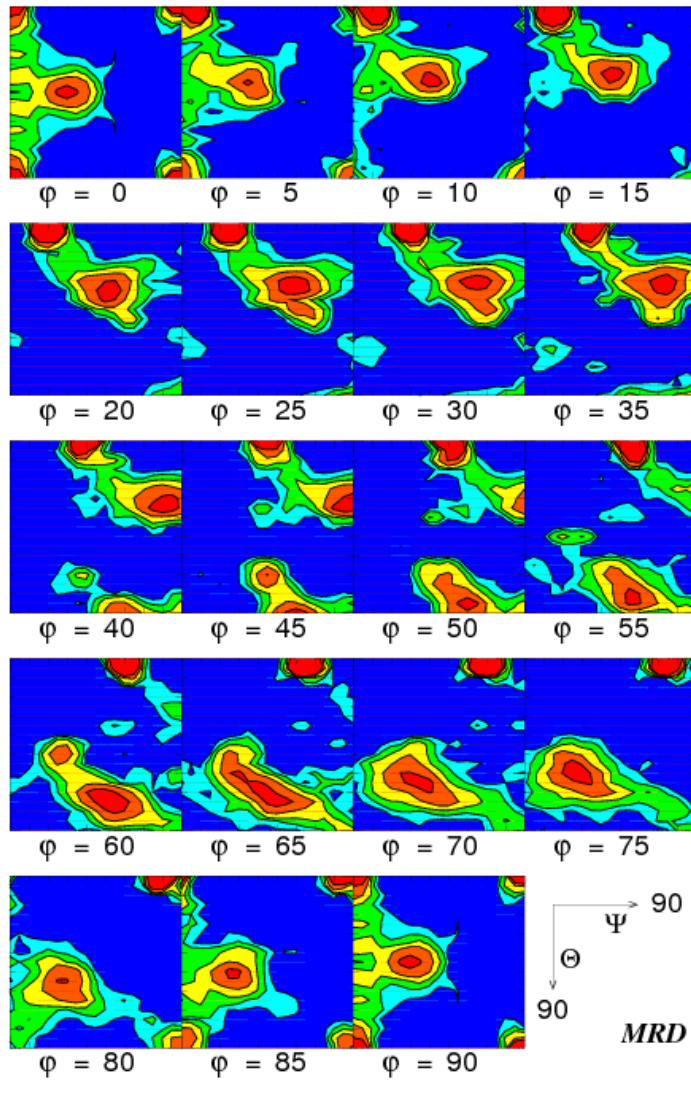 φ = 0 φ = 5 φ = 10 φ = 15
φ = 20 φ = 25 φ = 30 φ = 35
φ = 40 φ = 45 φ = 50 φ = 55
φ = 60 φ = 65 φ = 70 φ = 75
90
Ψ
Θ
90
MRD
φ = 80 φ = 85 φ = 90